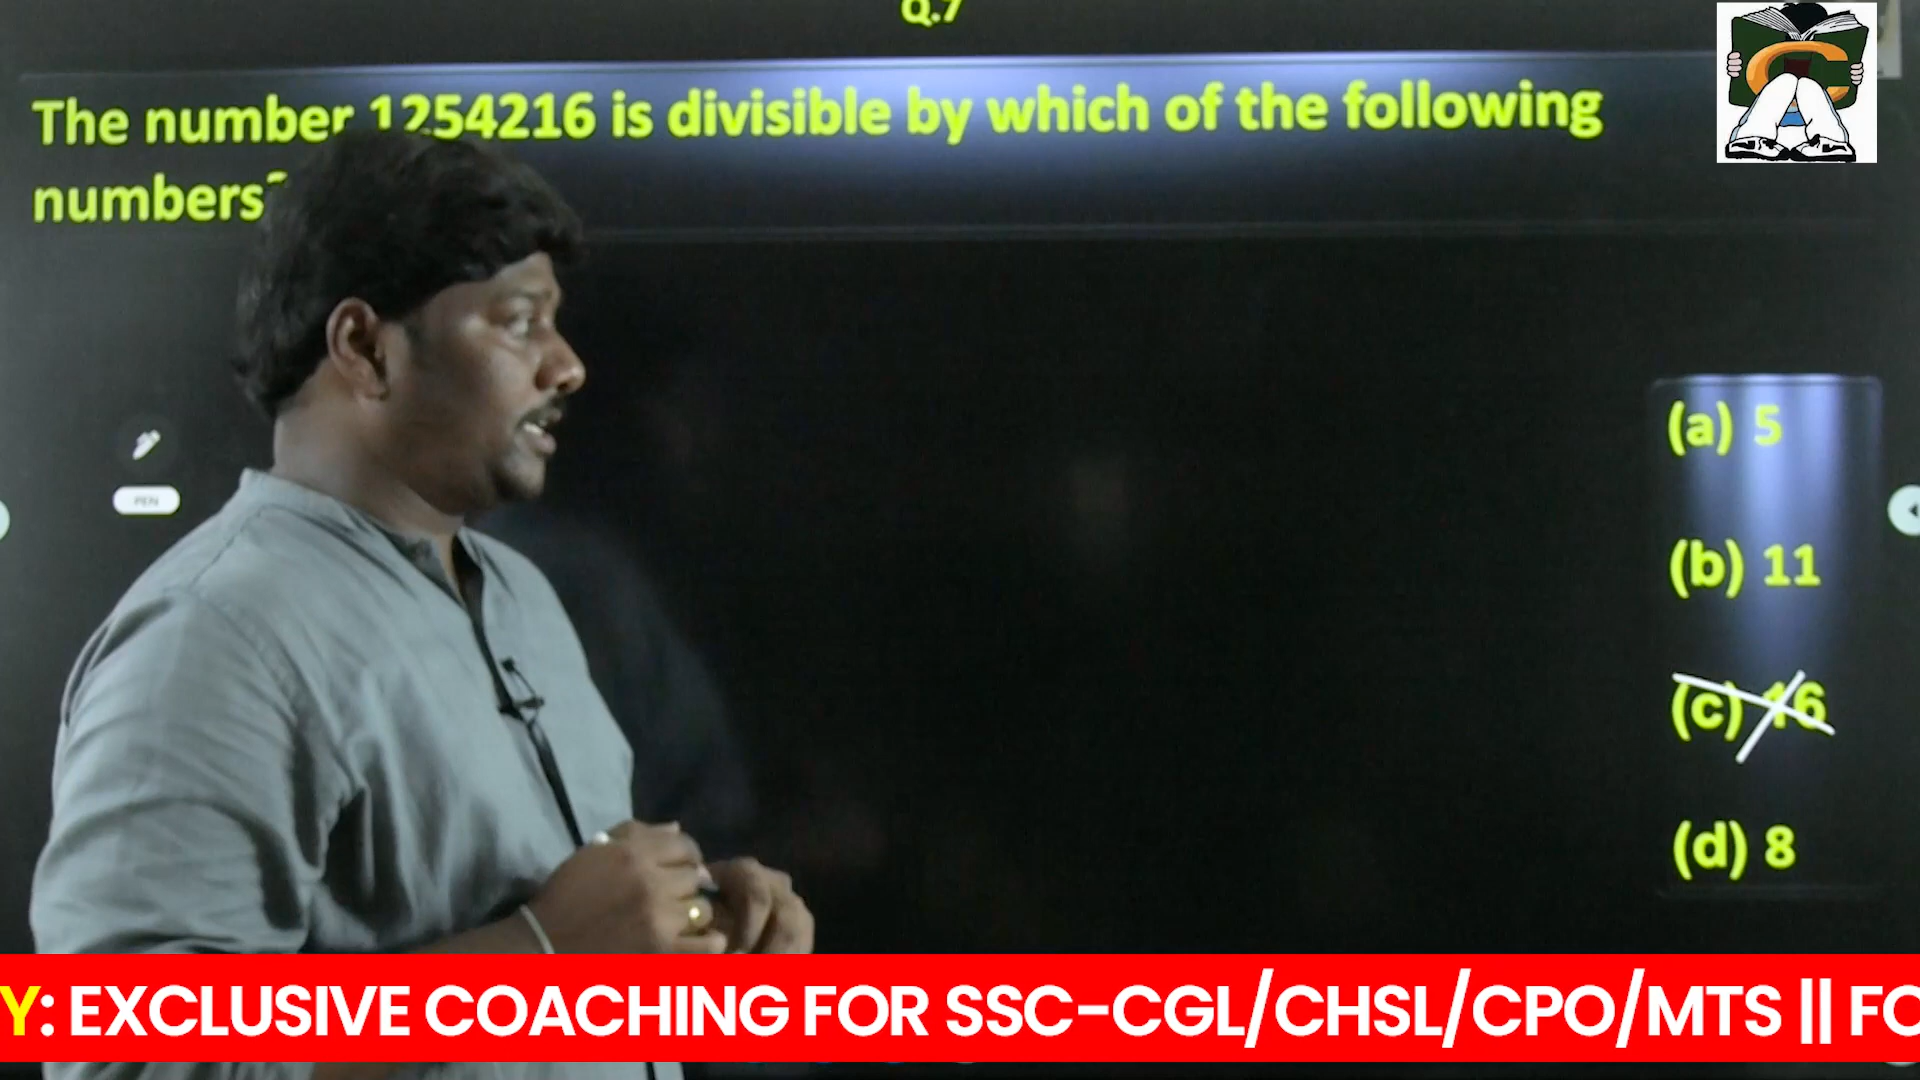 Q.7
The number 1254216 is divisible by which of the following
numbers?
(a) 5
PEN
(b) 11
(c) 16
(d) 8
Y: EXCLUSIVE COACHING FOR SSC-CGL/CHSL/CPO/MTS || FO